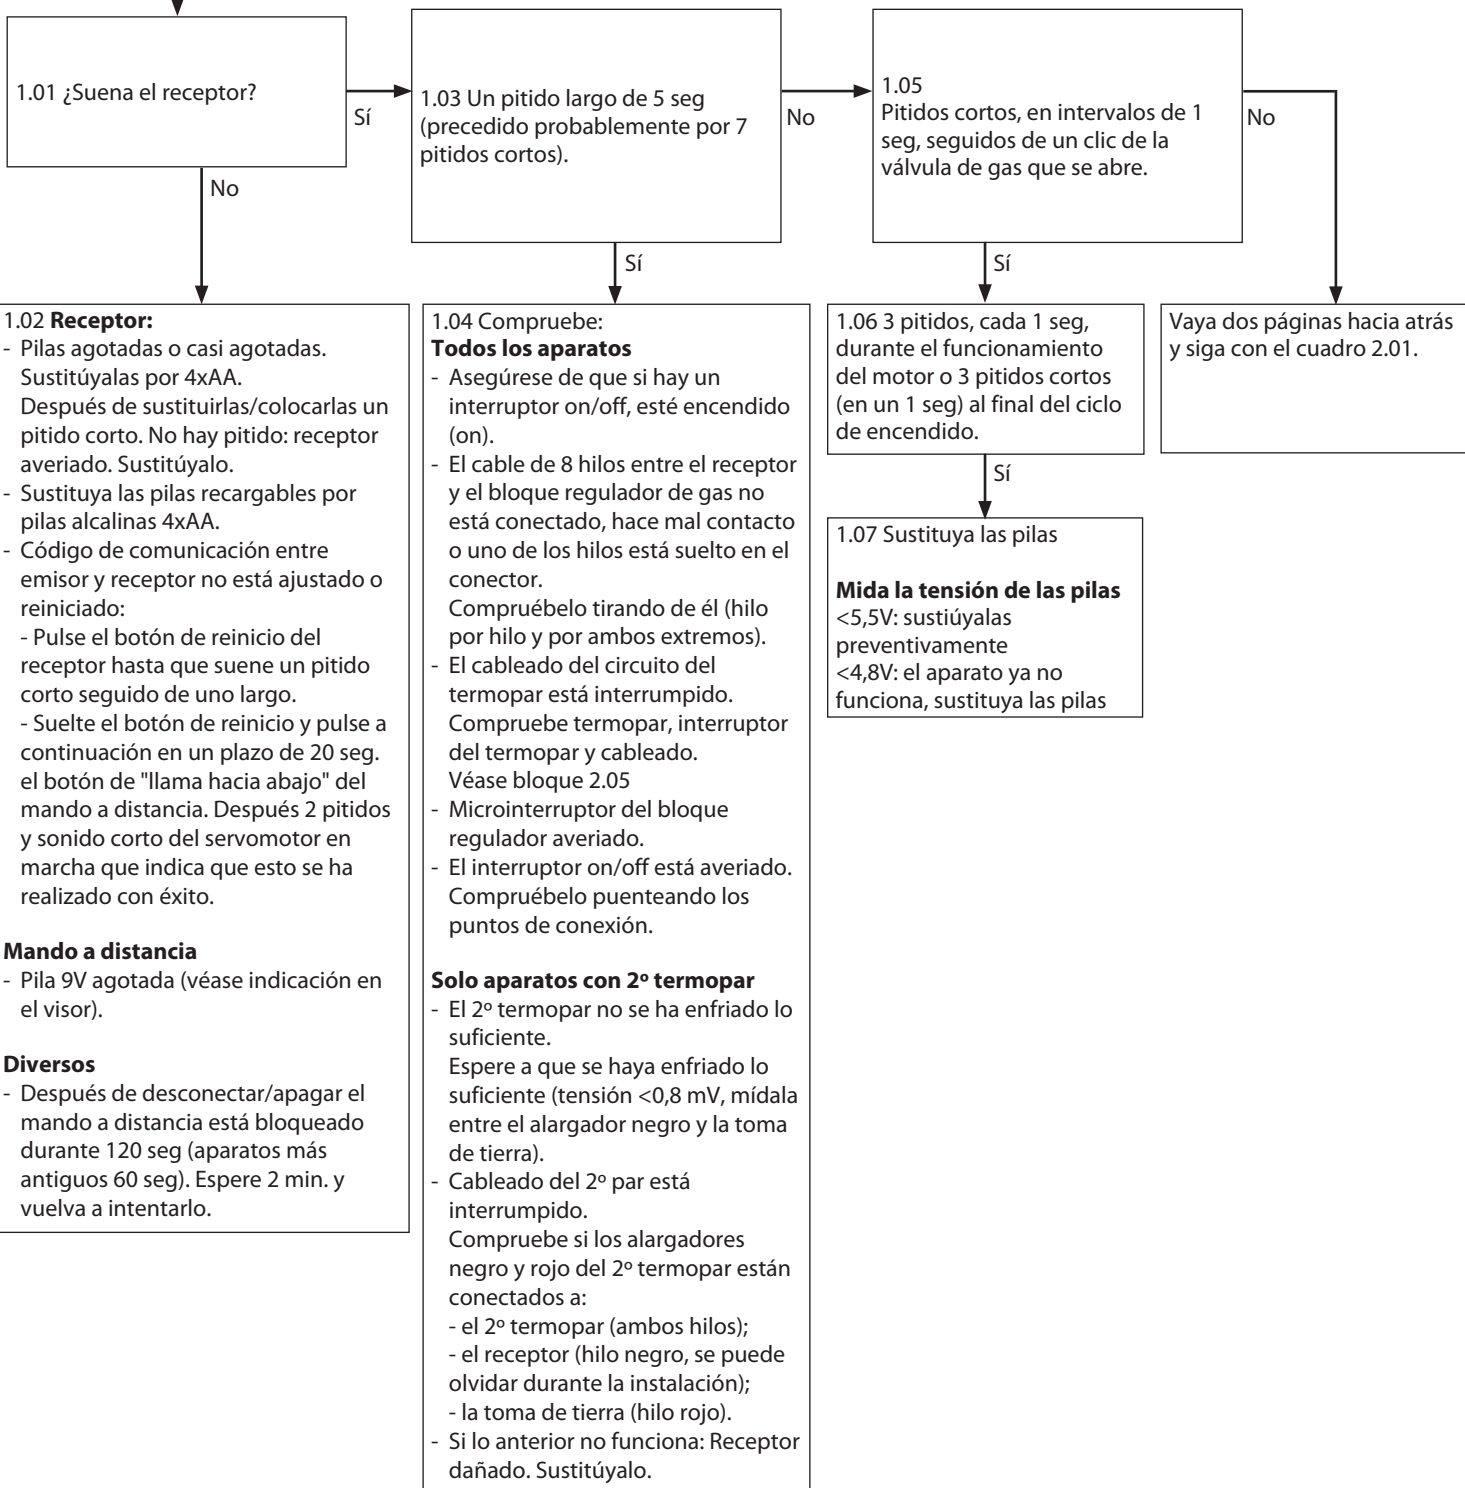 1.01 ¿Suena el receptor?
Sí
No
1.03 Un pitido largo de 5 seg
(precedido probablemente por 7
pitidos cortos).
No
Sí
1.05
Pitidos cortos, en intervalos de 1
seg, seguidos de un clic de la
válvula de gas que se abre.
No
Sí
1.02 Receptor:
- Pilas agotadas o casi agotadas.
Sustitúyalas por 4xAA.
Después de sustituirlas/colocarlas un
pitido corto. No hay pitido: receptor
averiado. Sustitúyalo.
- Sustituya las pilas recargables por
pilas alcalinas 4xAA.
- Código de comunicación entre
emisor y receptor no está ajustado o
reiniciado:
- Pulse el botón de reinicio del
receptor hasta que suene un pitido
corto seguido de uno largo.
- Suelte el botón de reinicio y pulse a
continuación en un plazo de 20 seg.
el botón de "llama hacia abajo" del
mando a distancia. Después 2 pitidos
y sonido corto del servomotor en
marcha que indica que esto se ha
realizado con éxito.
Mando a distancia
- Pila 9V agotada (véase indicación en
el visor).
Diversos
- Después de desconectar/apagar el
mando a distancia está bloqueado
durante 120 seg (aparatos más
antiguos 60 seg). Espere 2 min. y
vuelva a intentarlo.
1.04 Compruebe:
Todos los aparatos
- Asegúrese de que si hay un
interruptor on/off, esté encendido
(on).
- El cable de 8 hilos entre el receptor
y el bloque regulador de gas no
está conectado, hace mal contacto
o uno de los hilos está suelto en el
conector.
Compruébelo tirando de él (hilo
por hilo y por ambos extremos).
- El cableado del circuito del
termopar está interrumpido.
Compruebe termopar, interruptor
del termopar y cableado.
Véase bloque 2.05
- Microinterruptor del bloque
regulador averiado.
- El interruptor on/off está averiado.
Compruébelo puenteando los
puntos de conexión.
Solo aparatos con 2º termopar
- El 2º termopar no se ha enfriado lo
suficiente.
Espere a que se haya enfriado lo
suficiente (tensión <0,8 mV, mídala
entre el alargador negro y la toma
de tierra).
- Cableado del 2º par está
interrumpido.
Compruebe si los alargadores
negro y rojo del 2º termopar están
conectados a:
- el 2º termopar (ambos hilos);
- el receptor (hilo negro, se puede
olvidar durante la instalación);
- la toma de tierra (hilo rojo).
- Si lo anterior no funciona: Receptor
dañado. Sustitúyalo.
1.06 3 pitidos, cada 1 seg,
durante el funcionamiento
del motor o 3 pitidos cortos
(en un 1 seg) al final del ciclo
de encendido.
Sí
1.07 Sustituya las pilas
Mida la tensión de las pilas
<5,5V: sustiúyalas
preventivamente
<4,8V: el aparato ya no
funciona, sustituya las pilas
Vaya dos páginas hacia atrás
y siga con el cuadro 2.01.